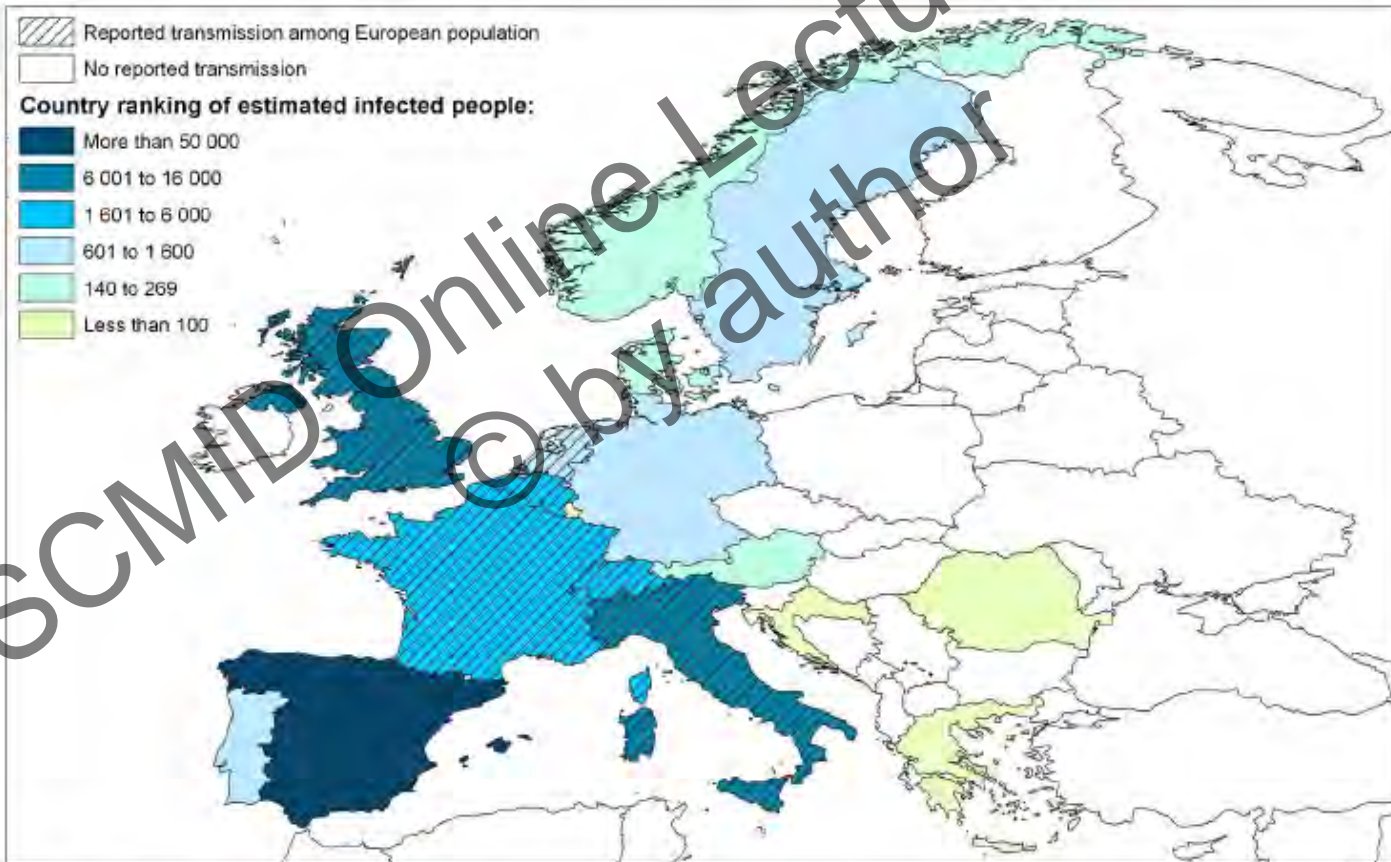 Reported transmission among European population
No reported transmission
Country ranking of estimated infected people:
More than 50 000
6 001 to 16 000
1 601 to 6 000
601 to 1 600
140 to 269
Less than 100
SCMID Online Lectu
© by author